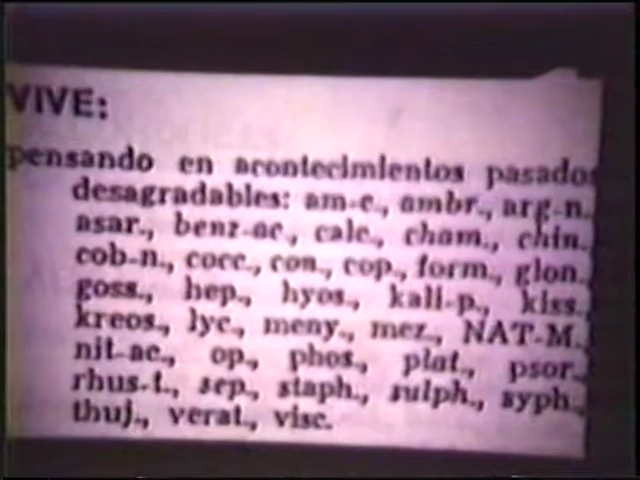 VIVE:
pensando en acontecimientos pasados
desagradables: am-c., ambr., arg-n.
asar., benz-ac., calc., cham., chin.
cob-n., cocc., con., cop., form., glon.
goss., hep., hyos., kali-p., kiss.
kreos., lyc., meny., mez., NAT-M.
nit-ac., op., phos., plat., psor.,
rhus-t., sep., staph., sulph., syph.,
thuj., verat., visc.